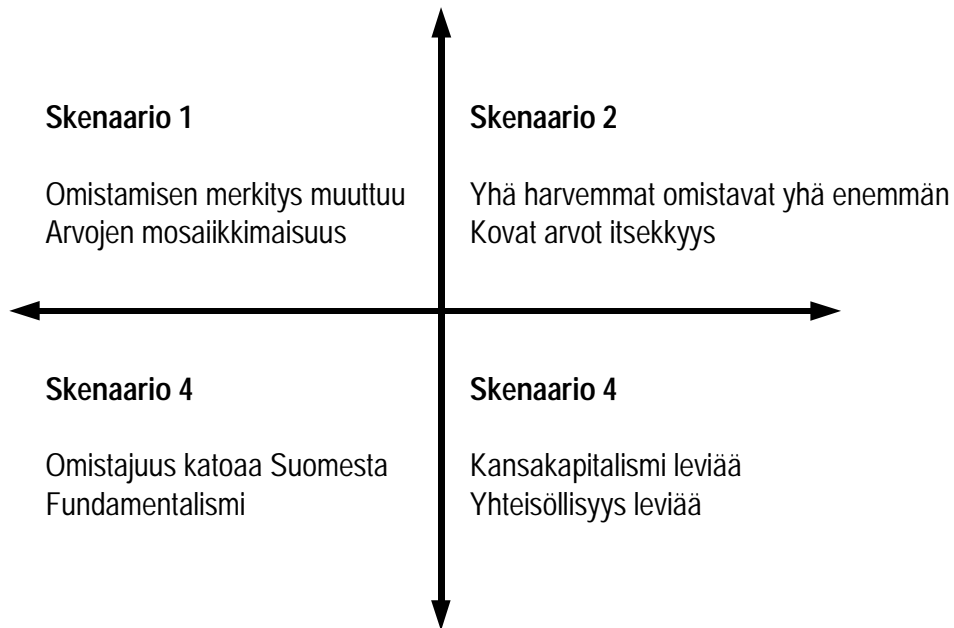 Skenaario 1
Omistamisen merkitys muuttuu
Arvojen mosaiikkimaisuus
Skenaario 2
Yhä harvemmat omistavat yhä enemmän
Kovat arvot itsekkyys
Skenaario 4
Omistajuus katoaa Suomesta
Fundamentalismi
Skenaario 4
Kansakapitalismi leviää
Yhteisöllisyys leviää